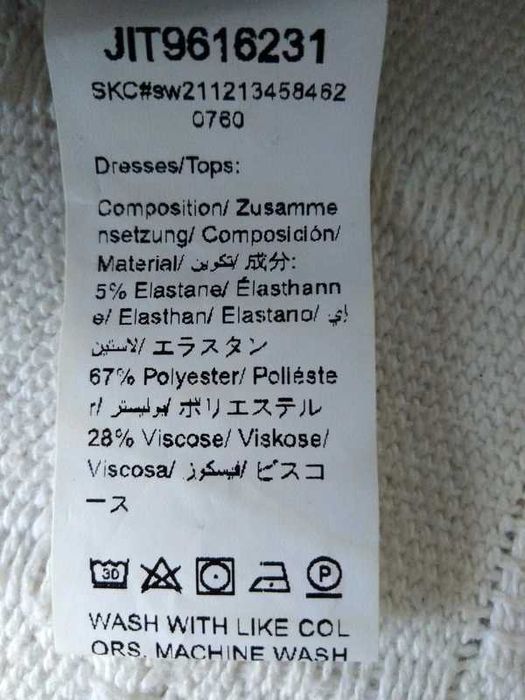 JIT9616231
SKC#sw211213458462
0760
Dresses/Tops:
Composition/ Zusamme
nsetzung/ Composición/
Material/ تكوين/ 成分:
5% Elastane/ Élasthann
e/ Elasthan/ Elastano/ إي
لاستين/ エラスタン
67% Polyester/ Polléste
r/ بوليستر/ ポリエステル
28% Viscose/ Viskose/
Viscosa/ فيسكوز/ ビスコ
ース
30
P
WASH WITH LIKE COL
ORS, MACHINE WASH